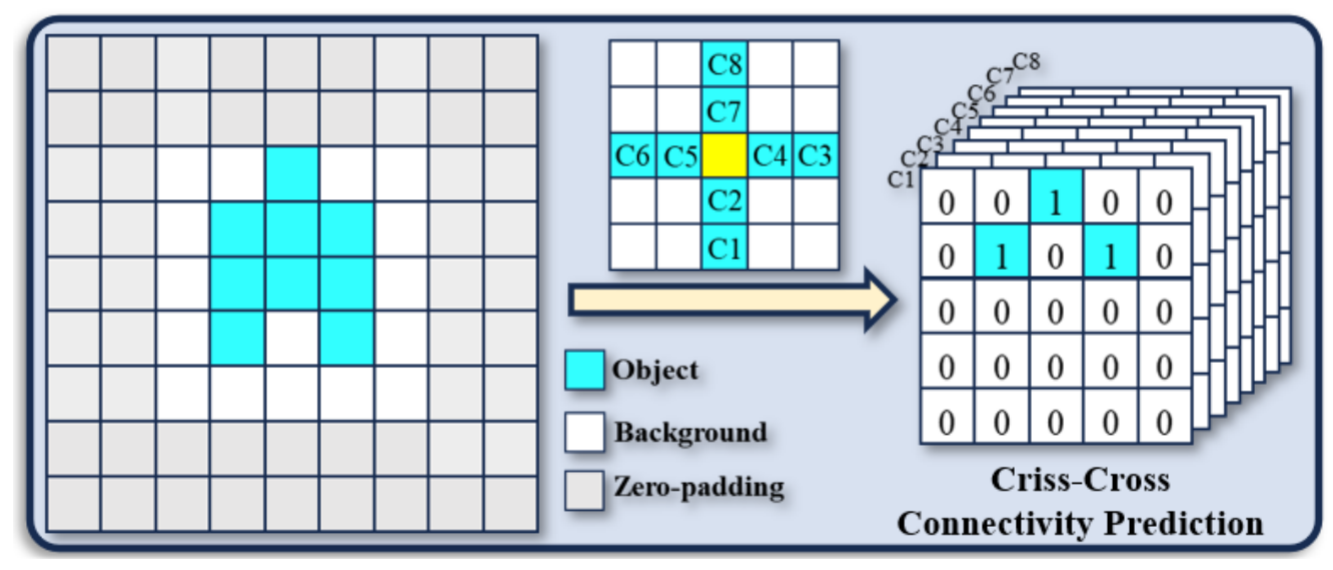 C8
C7
C6 C5 C4 C3
C2
C1
Object
Background
Zero-padding
C8
C7
C6
C5
C4
C3
C2
C1
0 0 1 0 0
0 1 0 1 0
0 0 0 0 0
0 0 0 0 0
0 0 0 0 0
Criss-Cross
Connectivity Prediction